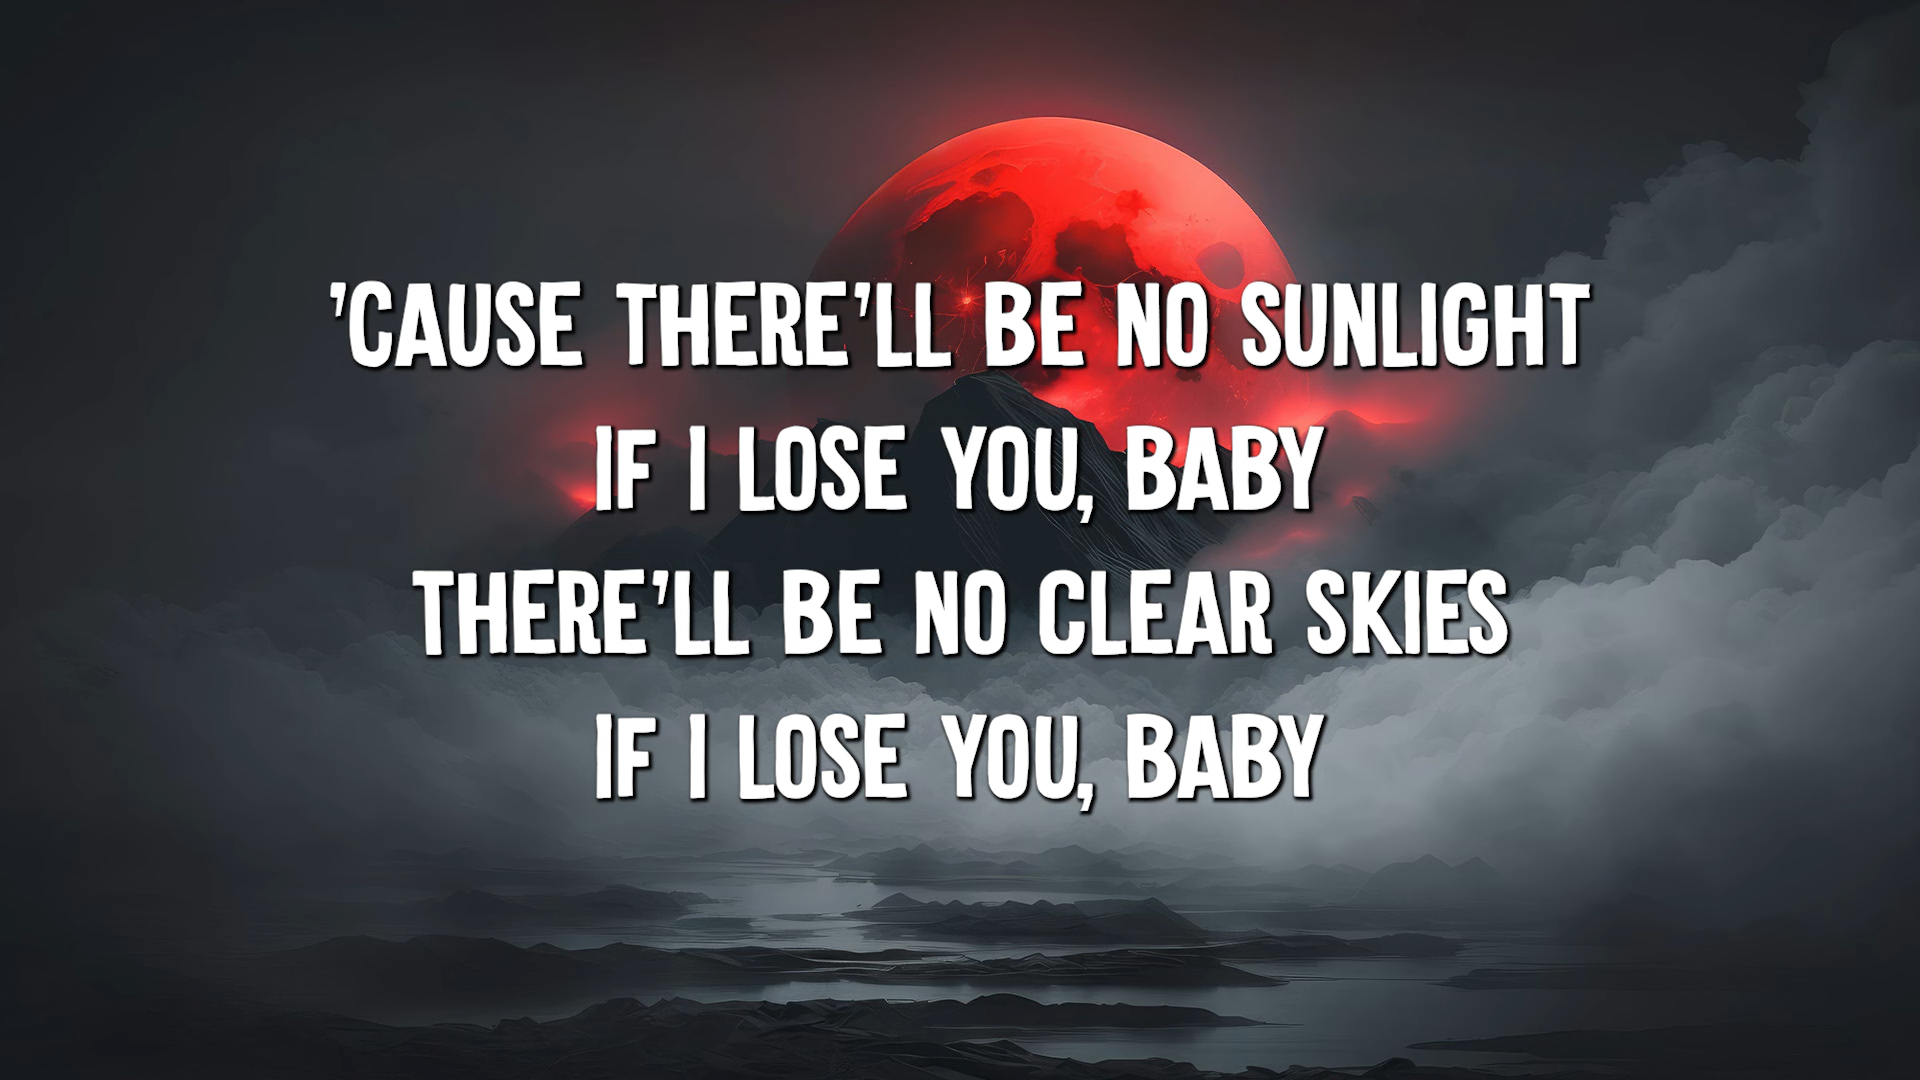 'CAUSE THERE'LL BE NO SUNLIGHT
IF I LOSE YOU, BABY
THERE'LL BE NO CLEAR SKIES
IF I LOSE YOU, BABY